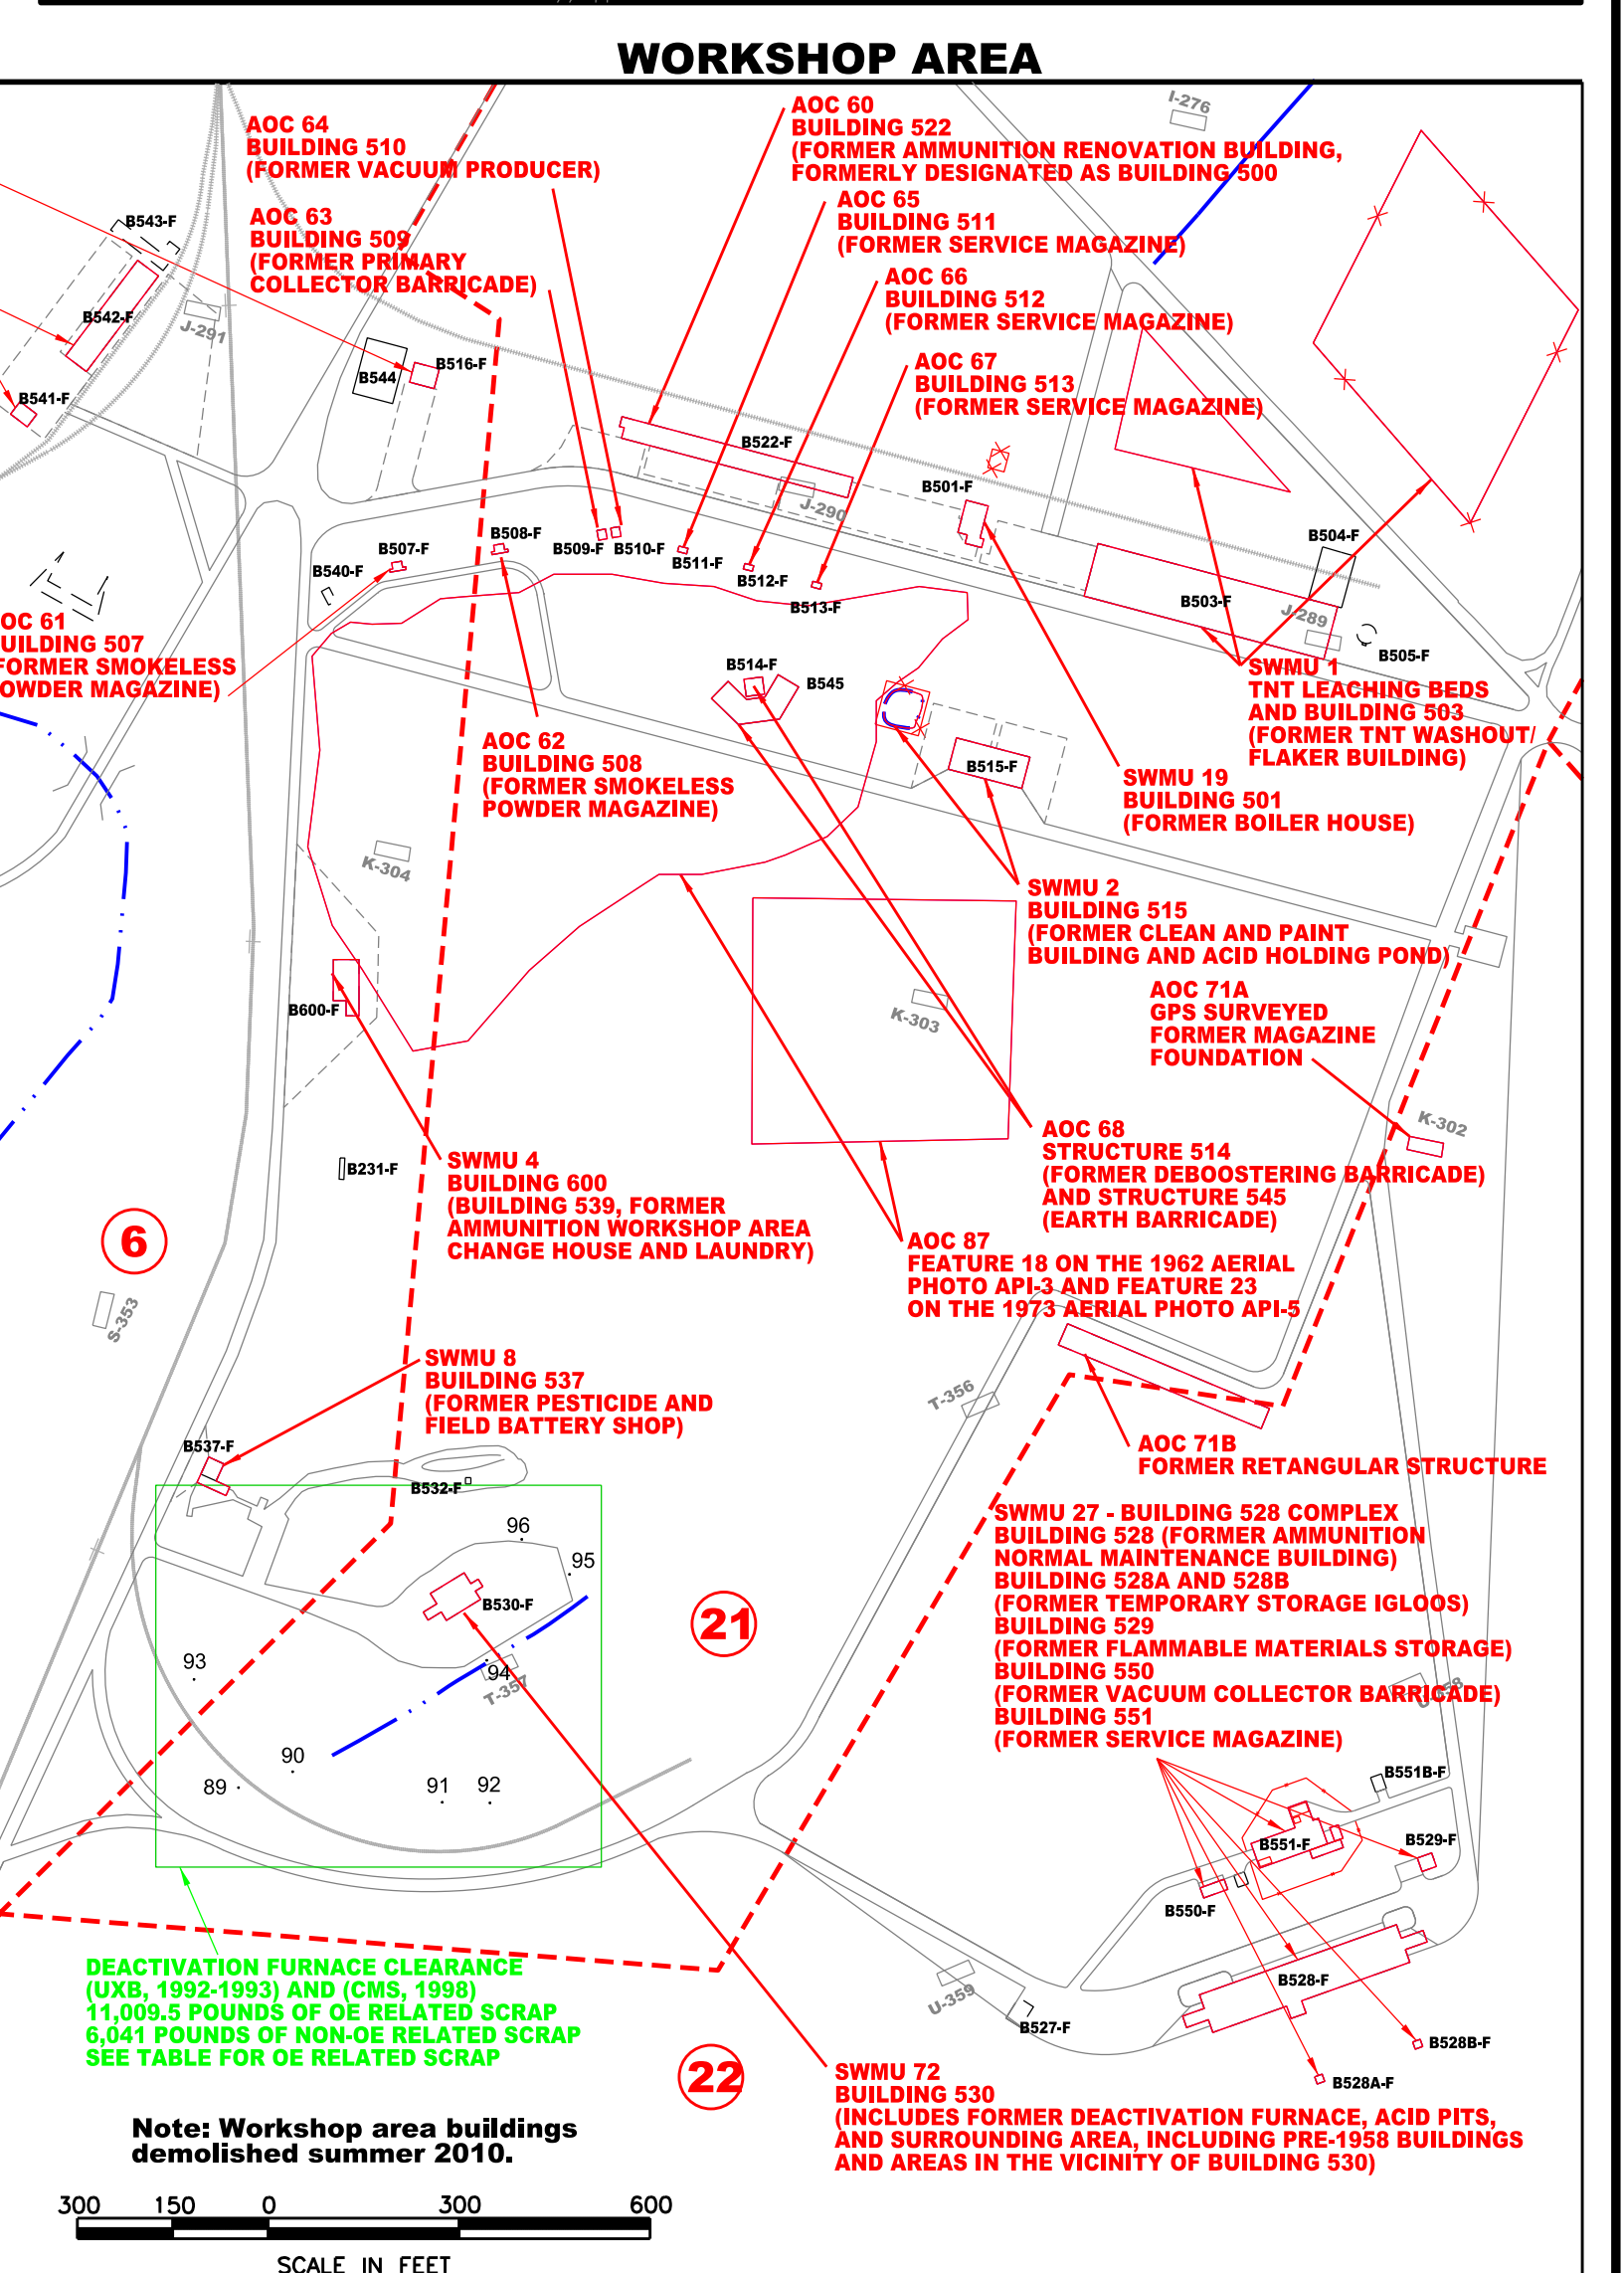 WORKSHOP AREA
AOC 64
BUILDING 510
(FORMER VACUUM PRODUCER)
AOC 60
BUILDING 522
(FORMER AMMUNITION RENOVATION BUILDING,
FORMERLY DESIGNATED AS BUILDING 500
I-276
AOC 63
BUILDING 509
(FORMER PRIMARY
COLLECTOR BARRICADE)
AOC 65
BUILDING 511
(FORMER SERVICE MAGAZINE)
AOC 66
BUILDING 512
(FORMER SERVICE MAGAZINE)
AOC 67
BUILDING 513
(FORMER SERVICE MAGAZINE)
B543-F
B542-F
J-291
B541-F
B544
B516-F
B522-F
J-290
B501-F
B504-F
B503-F
J-289
B505-F
B507-F
B508-F
B509-F
B510-F
B511-F
B512-F
B513-F
B540-F
OC 61
UILDING 507
FORMER SMOKELESS
OWDER MAGAZINE)
B514-F
B545
B515-F
SWMU 1
TNT LEACHING BEDS
AND BUILDING 503
(FORMER TNT WASHOUT/
FLAKER BUILDING)
AOC 62
BUILDING 508
(FORMER SMOKELESS
POWDER MAGAZINE)
SWMU 19
BUILDING 501
(FORMER BOILER HOUSE)
K-304
SWMU 2
BUILDING 515
(FORMER CLEAN AND PAINT
BUILDING AND ACID HOLDING POND)
B600-F
K-303
AOC 71A
GPS SURVEYED
FORMER MAGAZINE
FOUNDATION
K-302
AOC 68
STRUCTURE 514
(FORMER DEBOOSTERING BARRICADE)
AND STRUCTURE 545
(EARTH BARRICADE)
B231-F
SWMU 4
BUILDING 600
(BUILDING 539, FORMER
AMMUNITION WORKSHOP AREA
CHANGE HOUSE AND LAUNDRY)
6
AOC 87
FEATURE 18 ON THE 1962 AERIAL
PHOTO API-3 AND FEATURE 23
ON THE 1973 AERIAL PHOTO API-5
S-353
SWMU 8
BUILDING 537
(FORMER PESTICIDE AND
FIELD BATTERY SHOP)
T-356
AOC 71B
FORMER RETANGULAR STRUCTURE
B537-F
B532-F
SWMU 27 - BUILDING 528 COMPLEX
BUILDING 528 (FORMER AMMUNITION
NORMAL MAINTENANCE BUILDING)
BUILDING 528A AND 528B
(FORMER TEMPORARY STORAGE IGLOOS)
BUILDING 529
(FORMER FLAMMABLE MATERIALS STORAGE)
BUILDING 550
(FORMER VACUUM COLLECTOR BARRICADE)
BUILDING 551
(FORMER SERVICE MAGAZINE)
U-358
96
95
B530-F
21
93
94
T-357
90
89
91
92
B551B-F
B551-F
B529-F
B550-F
B528-F
B527-F
U-359
B528B-F
B528A-F
DEACTIVATION FURNACE CLEARANCE
(UXB, 1992-1993) AND (CMS, 1998)
11,009.5 POUNDS OF OE RELATED SCRAP
6,041 POUNDS OF NON-OE RELATED SCRAP
SEE TABLE FOR OE RELATED SCRAP
22
SWMU 72
BUILDING 530
(INCLUDES FORMER DEACTIVATION FURNACE, ACID PITS,
AND SURROUNDING AREA, INCLUDING PRE-1958 BUILDINGS
AND AREAS IN THE VICINITY OF BUILDING 530)
Note: Workshop area buildings
demolished summer 2010.
300 150 0 300 600
SCALE IN FEET